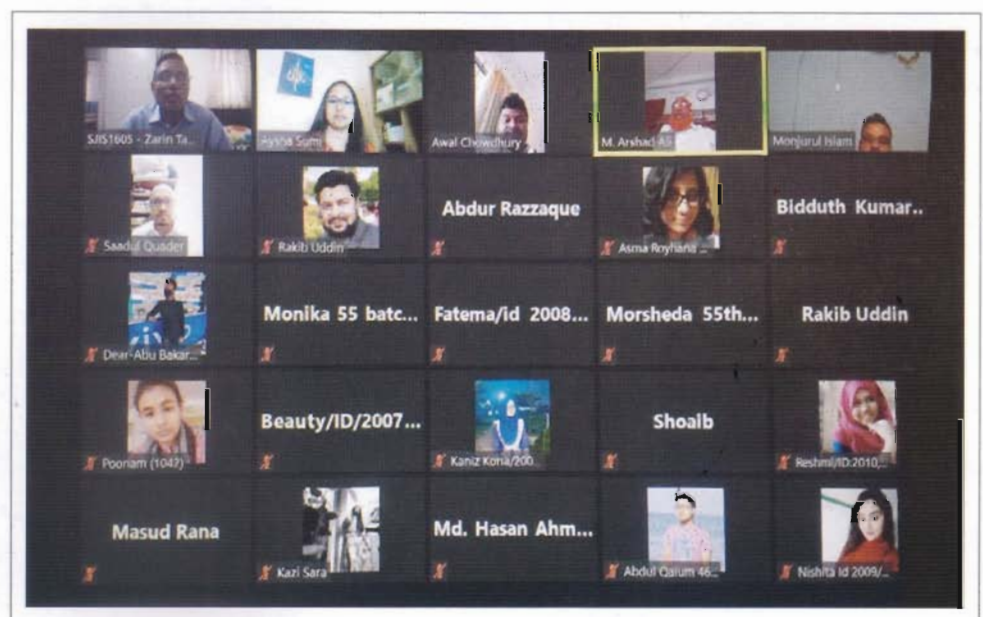 SJIS1605 - Zarin Ta...
Aysha Sumi
Awal Chowdhury
M. Arshad Ali
Monjurul Islam
Saadul Quader
Rakib Uddin
Abdur Razzaque
Asma Royhana ...
Bidduth Kumar..
Dear-Abu Bakar...
Monika 55 batc...
Fatema/id 2008...
Morsheda 55th...
Rakib Uddin
Poonam (1042)
Beauty/ID/2007...
Kaniz Kona/200...
Shoaib
Reshmi/ID:2010,...
Masud Rana
Kazi Sara
Md. Hasan Ahm...
Abdul Qaium 46...
Nishita Id 2009/...